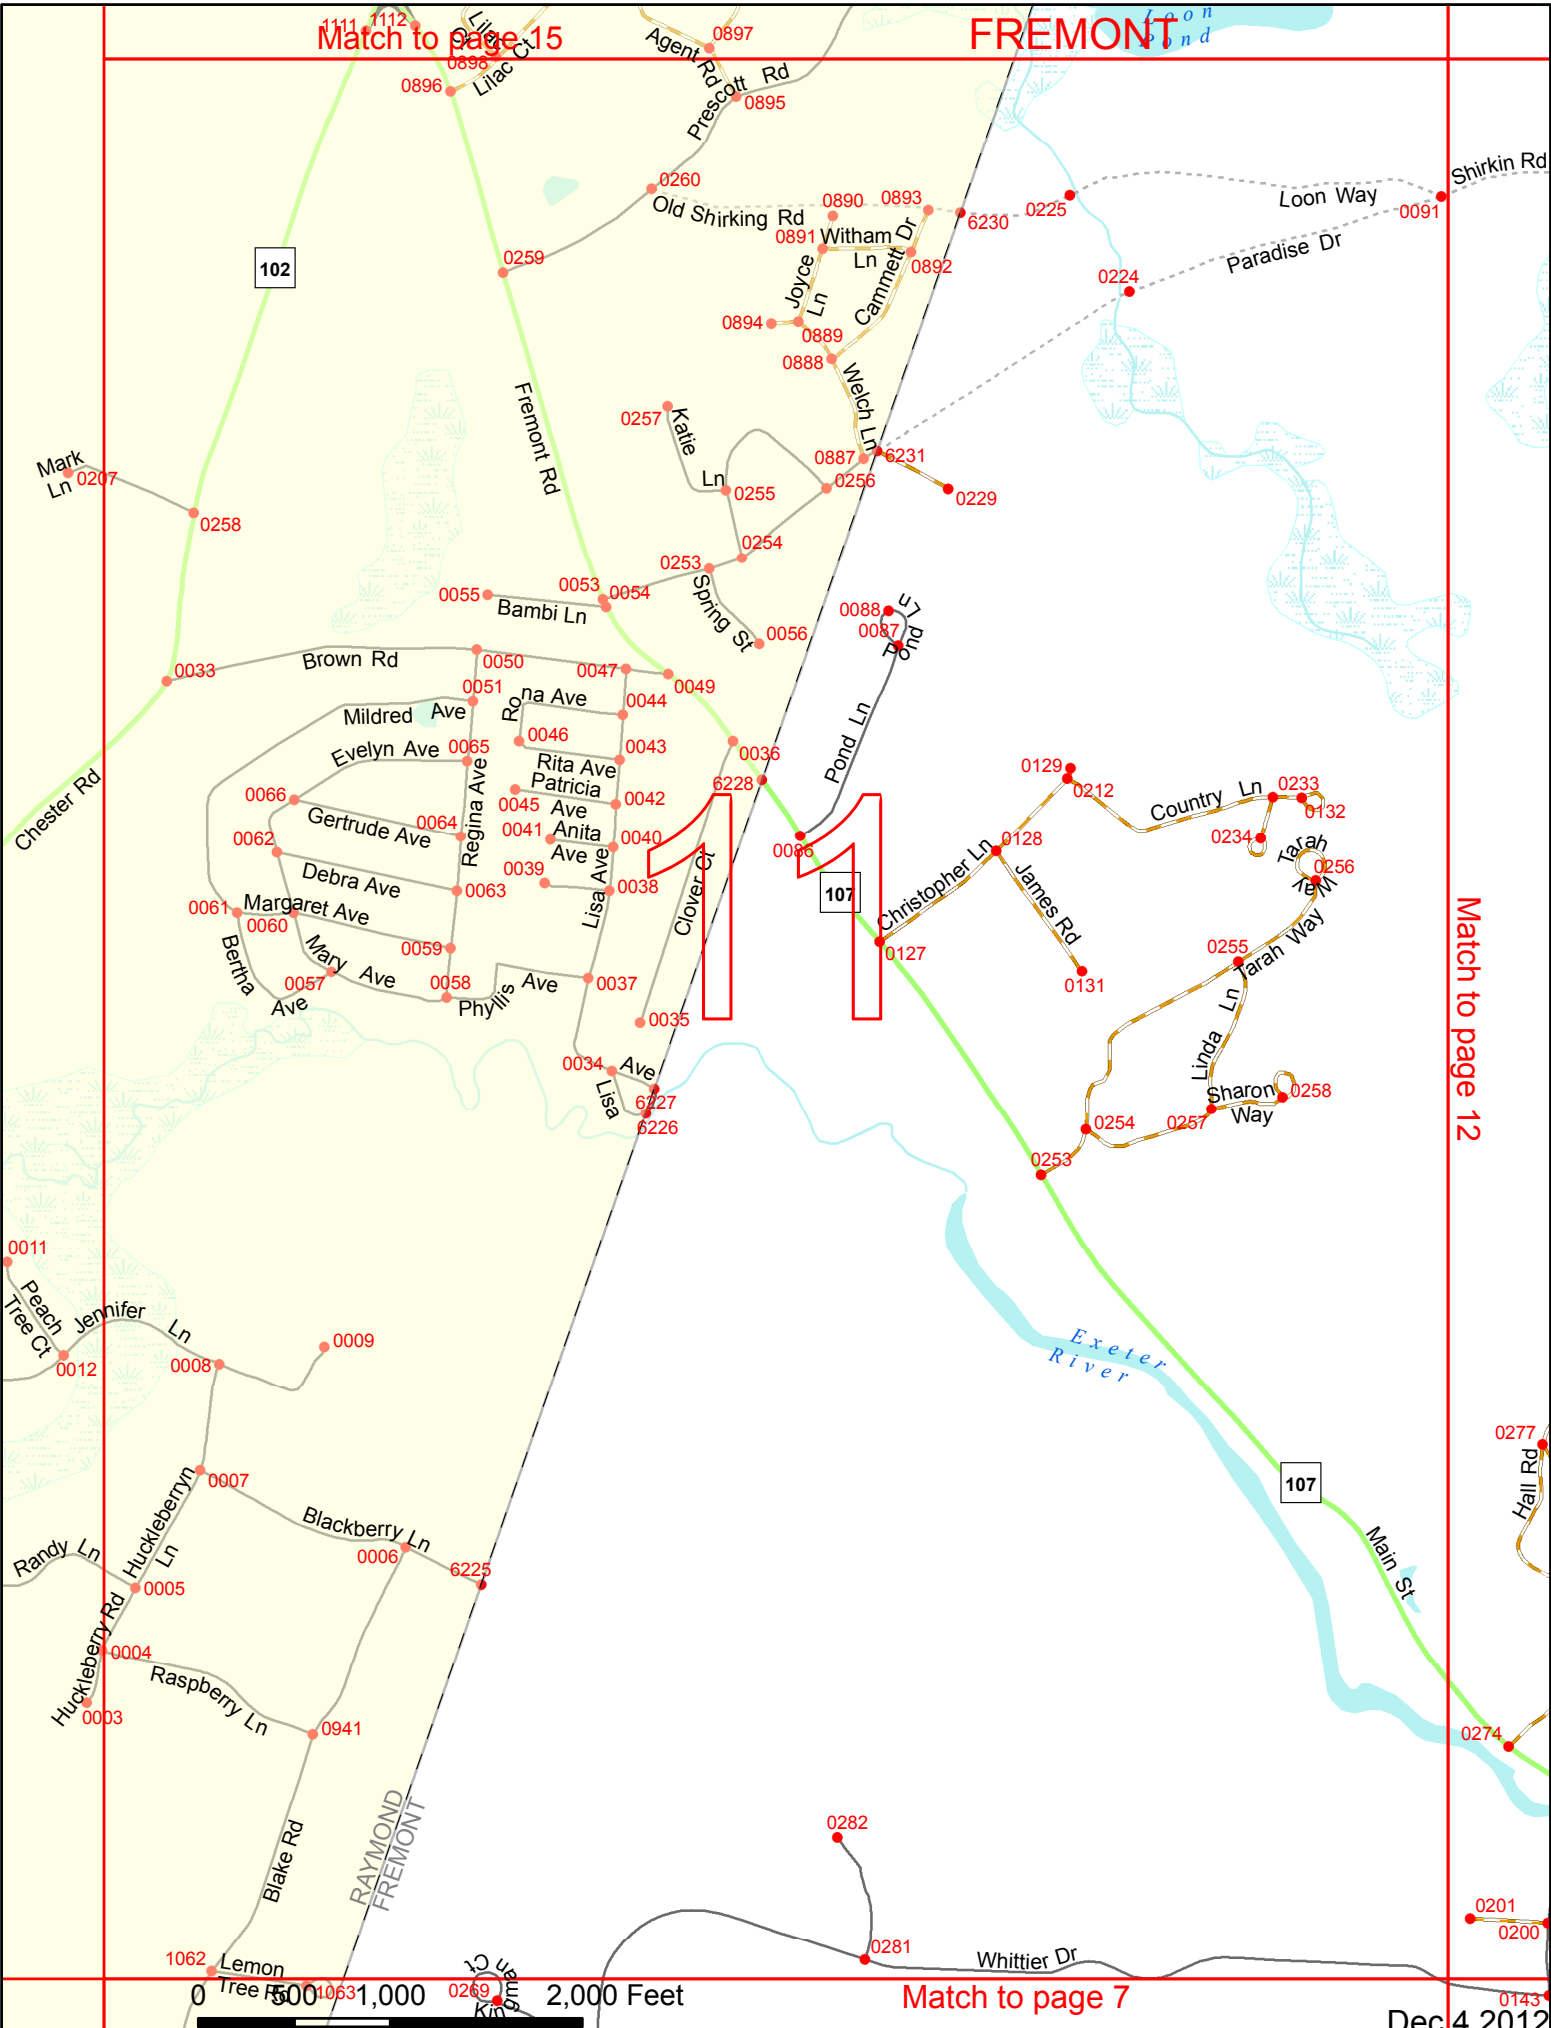 1111
1112
Match to page 15
Lilac
Ct
0898
Lilac Ct
0896
Agent Rd
0897
0895
Prescott Rd
FREMONT
Loon
Pond
0260
Old Shirking Rd
0890
0893
6230
0225
Loon Way
0091
Shirkin Rd
102
0259
0891
Witham
Ln
Cammett Dr
0892
Joyce
Ln
0894
0889
0888
0224
Paradise Dr
Fremont Rd
0257
Katie
Ln
0255
Welch Ln
0887
6231
0256
0229
Mark
Ln
0207
0258
0254
0253
0053
0054
0055
Bambi Ln
Spring St
0056
0088
0087
Pond
Ln
Brown Rd
0033
0050
0047
0049
0051
Mildred Ave
Rona Ave
0044
Evelyn Ave
0065
0046
0043
Rita Ave
0036
6228
Pond Ln
Regina Ave
Patricia
Ave
0045
0042
0066
Gertrude Ave
0064
0041
Anita
Ave
0040
0062
Debra Ave
0039
0038
0063
Chester Rd
0086
11
107
0129
0212
Country Ln
0233
0132
0234
Tarah
Way
0256
0128
Christopher Ln
James Rd
0127
0131
0255
Tarah Way
Match to page 12
0061
Margaret Ave
0060
0059
Lisa Ave
Clover Ct
Bertha
Ave
0057
Mary Ave
0058
Phyllis Ave
0037
0035
0034
Ave
Lisa
6227
6226
Linda Ln
Sharon
Way
0258
0257
0254
0253
0011
Peach
Tree Ct
0012
Jennifer Ln
0008
0009
Exeter
River
0007
Huckleberryn
Ln
Blackberry Ln
0006
6225
Randy Ln
0005
Huckleberry Rd
0004
0003
Raspberry Ln
0941
107
Main St
0277
Hall Rd
0274
Blake Rd
RAYMOND
FREMONT
0282
0281
Whittier Dr
0201
0200
0143
1062
Lemon
Tree Rd
1063
0269
Kingman Ct
0 500 1,000 2,000 Feet
Match to page 7
Dec 4 2012